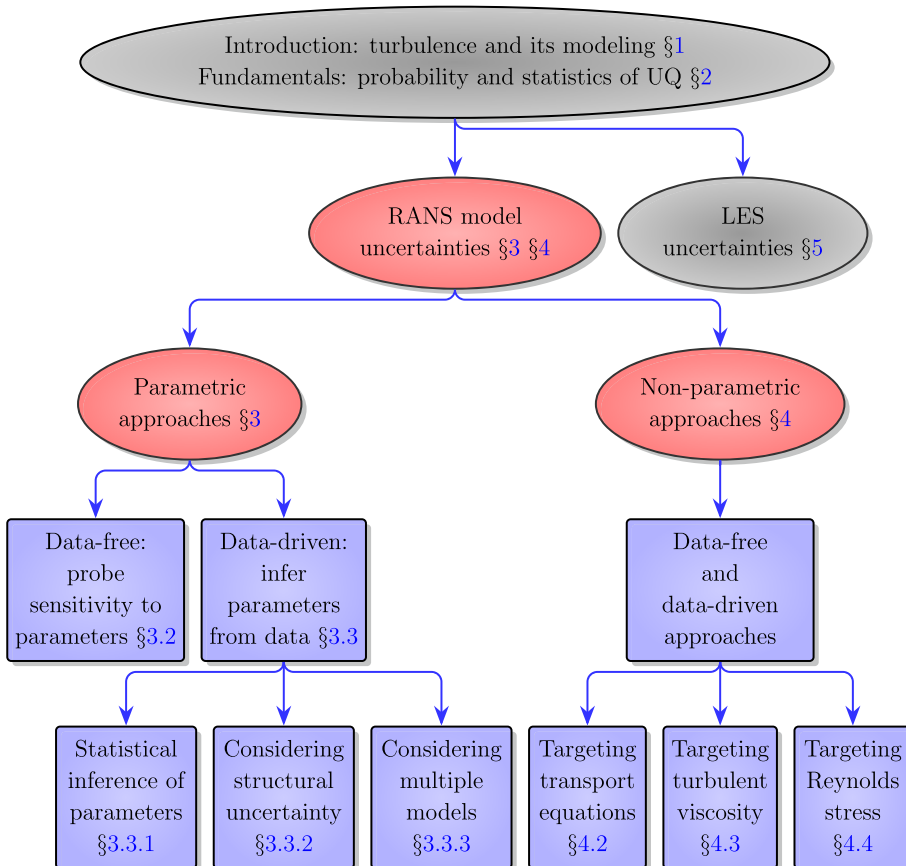 Introduction: turbulence and its modeling §1
Fundamentals: probability and statistics of UQ §2
RANS model
uncertainties §3 §4
LES
uncertainties §5
Parametric
approaches §3
Non-parametric
approaches §4
Data-free:
probe
sensitivity to
parameters §3.2
Data-driven:
infer
parameters
from data §3.3
Data-free
and
data-driven
approaches
Statistical
inference of
parameters
§3.3.1
Considering
structural
uncertainty
§3.3.2
Considering
multiple
models
§3.3.3
Targeting
transport
equations
§4.2
Targeting
turbulent
viscosity
§4.3
Targeting
Reynolds
stress
§4.4